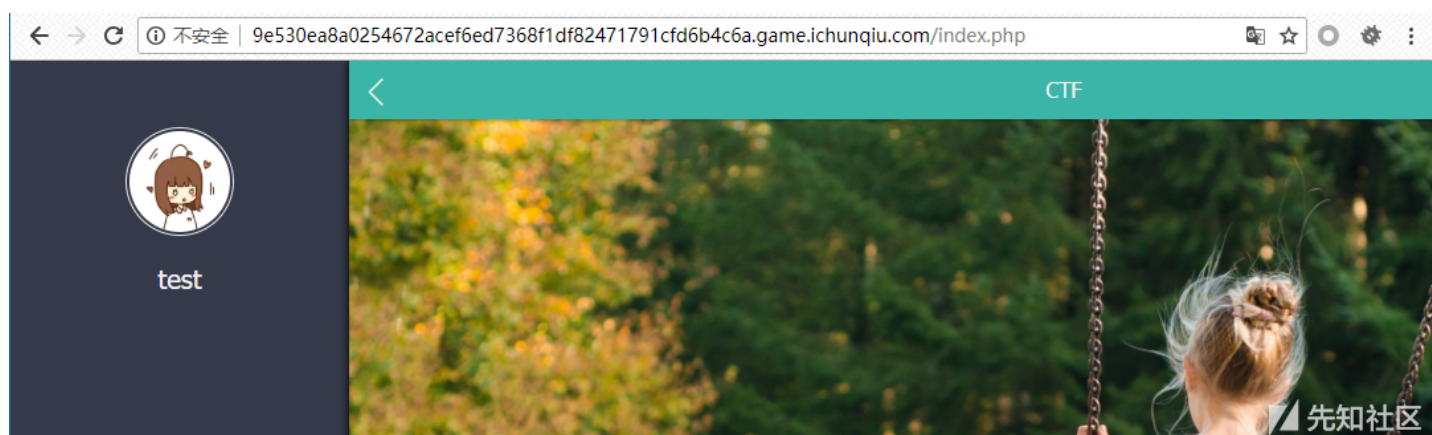 不安全 9e530ea8a0254672acef6ed7368f1df82471791cfd6b4c6a.game.ichunqiu.com/index.php
CTF
test
先知社区